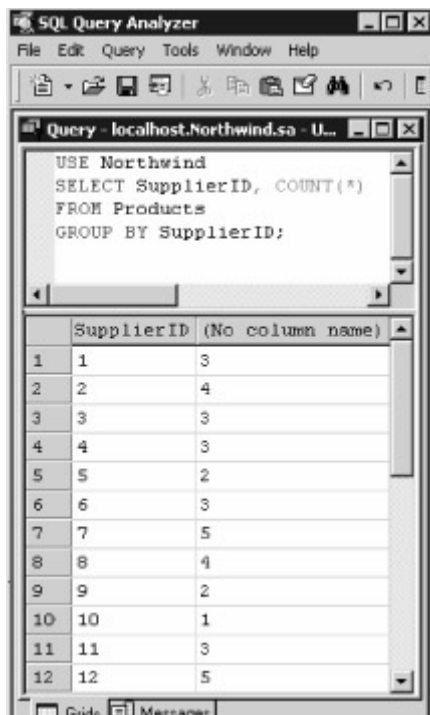 SQL Query Analyzer
File Edit Query Tools Window Help
Query - localhost.Northwind.sa - U...
USE Northwind
SELECT SupplierID, COUNT(*)
FROM Products
GROUP BY SupplierID;
SupplierID (No column name)
1 1 3
2 2 4
3 3 3
4 4 3
5 5 2
6 6 3
7 7 5
8 8 4
9 9 2
10 10 1
11 11 3
12 12 5
Grids Messages